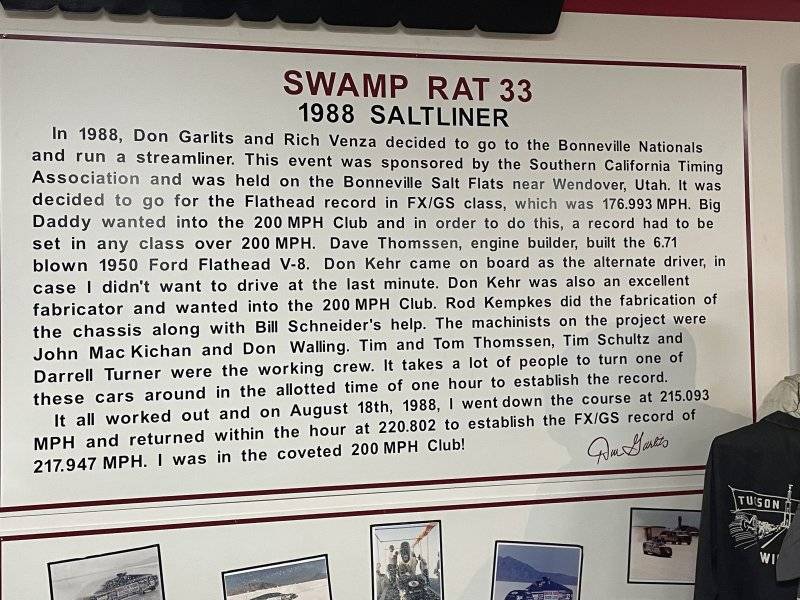 SWAMP RAT 33
1988 SALTLINER
In 1988, Don Garlits and Rich Venza decided to go to the Bonneville Nationals
and run a streamliner. This event was sponsored by the Southern California Timing
Association and was held on the Bonneville Salt Flats near Wendover, Utah. It was
decided to go for the Flathead record in FX/GS class, which was 176.993 MPH. Big
Daddy wanted into the 200 MPH Club and in order to do this, a record had to be
set in any class over 200 MPH. Dave Thomssen, engine builder, built the 6.71
blown 1950 Ford Flathead V-8. Don Kehr came on board as the alternate driver, in
case I didn't want to drive at the last minute. Don Kehr was also an excellent
fabricator and wanted into the 200 MPH Club. Rod Kempkes did the fabrication of
the chassis along with Bill Schneider's help. The machinists on the project were
John Mac Kichan and Don Walling. Tim and Tom Thomssen, Tim Schultz and
Darrell Turner were the working crew. It takes a lot of people to turn one of
these cars around in the allotted time of one hour to establish the record.
It all worked out and on August 18th, 1988, I went down the course at 215.093
MPH and returned within the hour at 220.802 to establish the FX/GS record of
217.947 MPH. I was in the coveted 200 MPH Club!
Don Garlits
TUCSON
WI